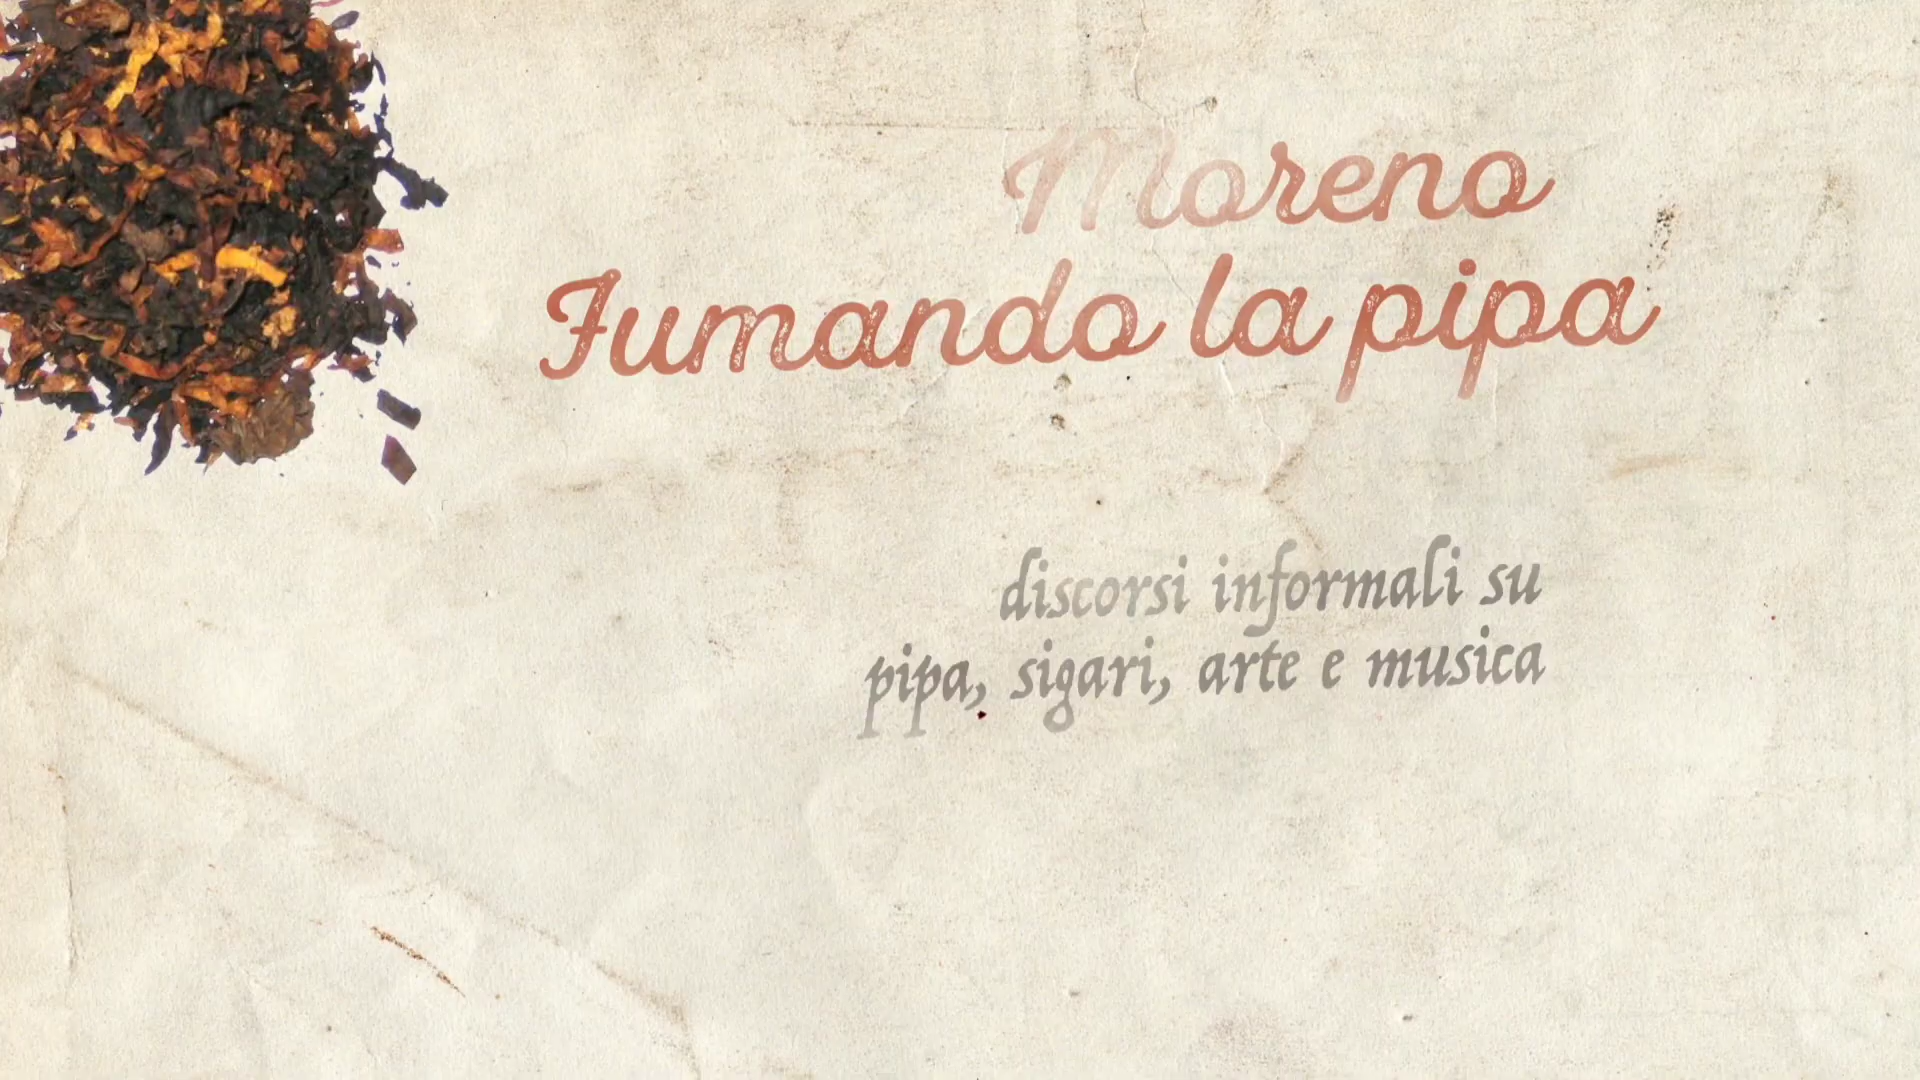 Moreno
Fumando la pipa
discorsi informali su
pipa, sigari, arte e musica